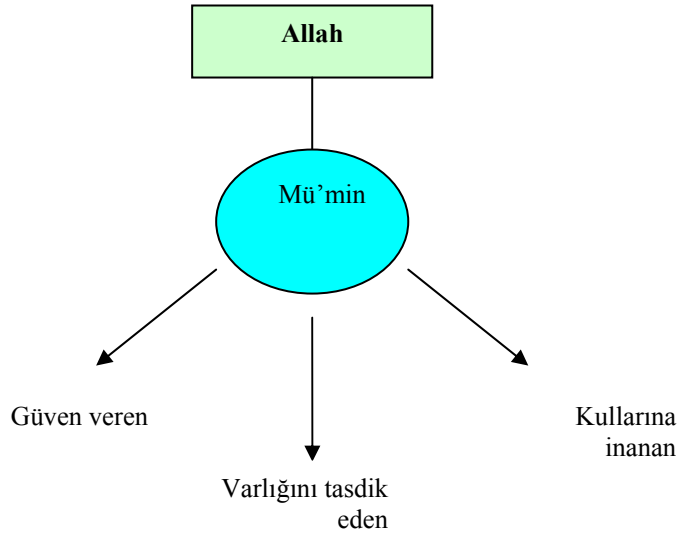 Allah
Mü’min
Güven veren
Kullarına
inanan
Varlığını tasdik
eden